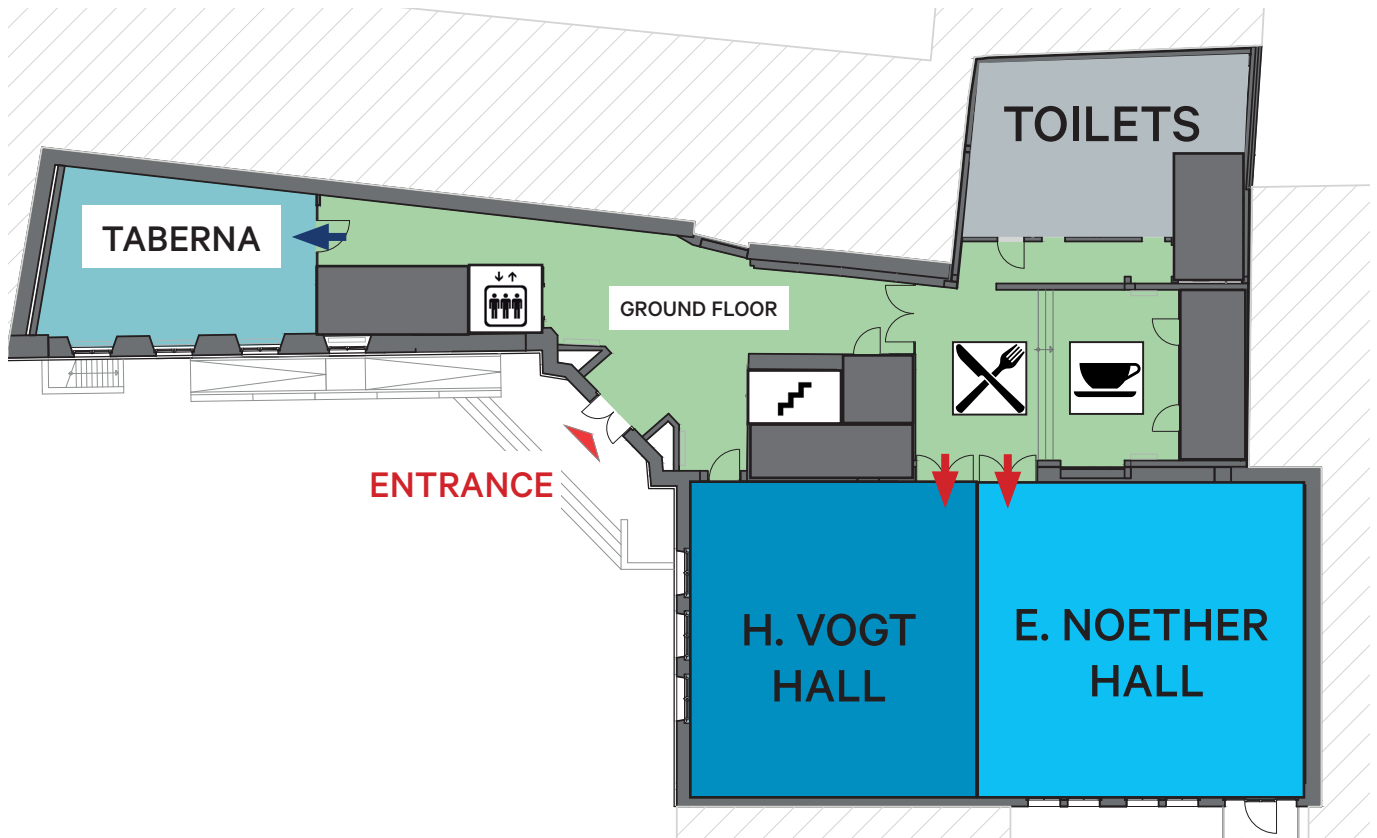 TOILETS
TABERNA
GROUND FLOOR
ENTRANCE
H. VOGT
HALL
E. NOETHER
HALL